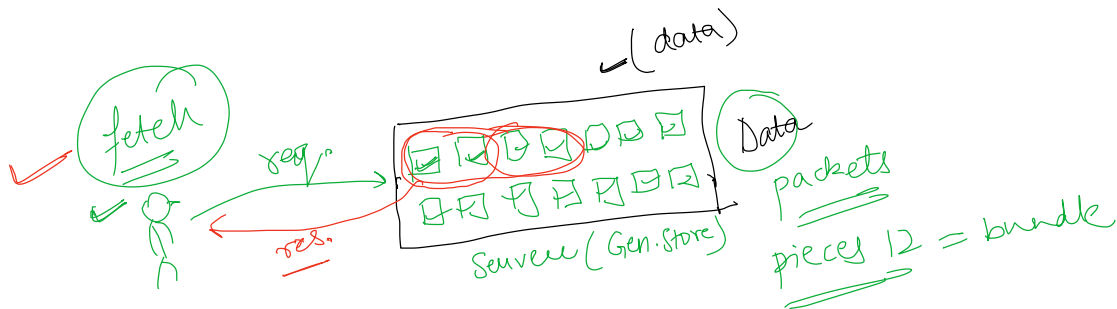 (data)
fetch
req.
Data
packets
res.
Server (Gen. Store)
pieces 12 = bundle